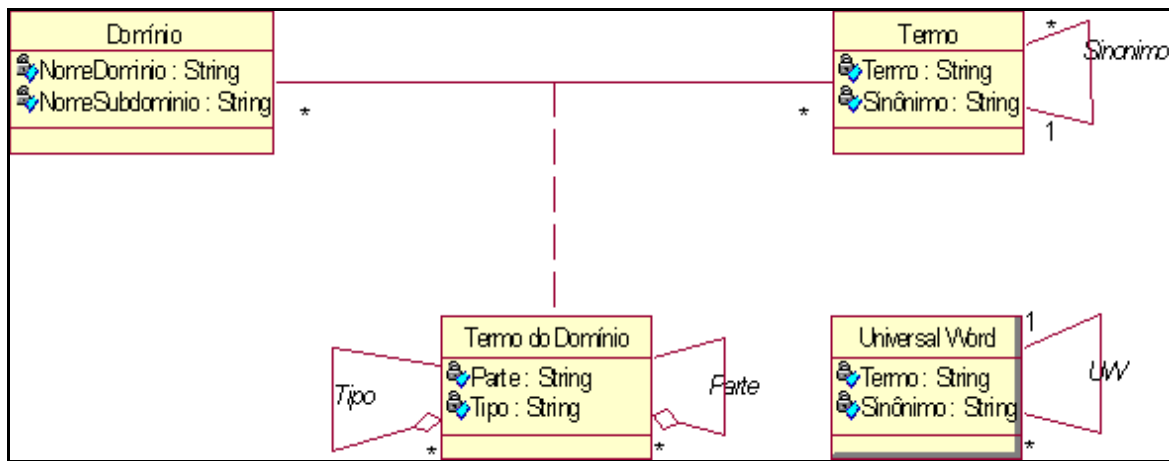 Domínio
NomeDominio : String
NomeSubdominio : String
*
*
Termo
Termo : String
Sinônimo : String
*
Sinonimo
1
Termo do Domínio
Parte : String
Tipo : String
Tipo
*
Parte
*
Universal Word
Termo : String
Sinônimo : String
1
UW
*